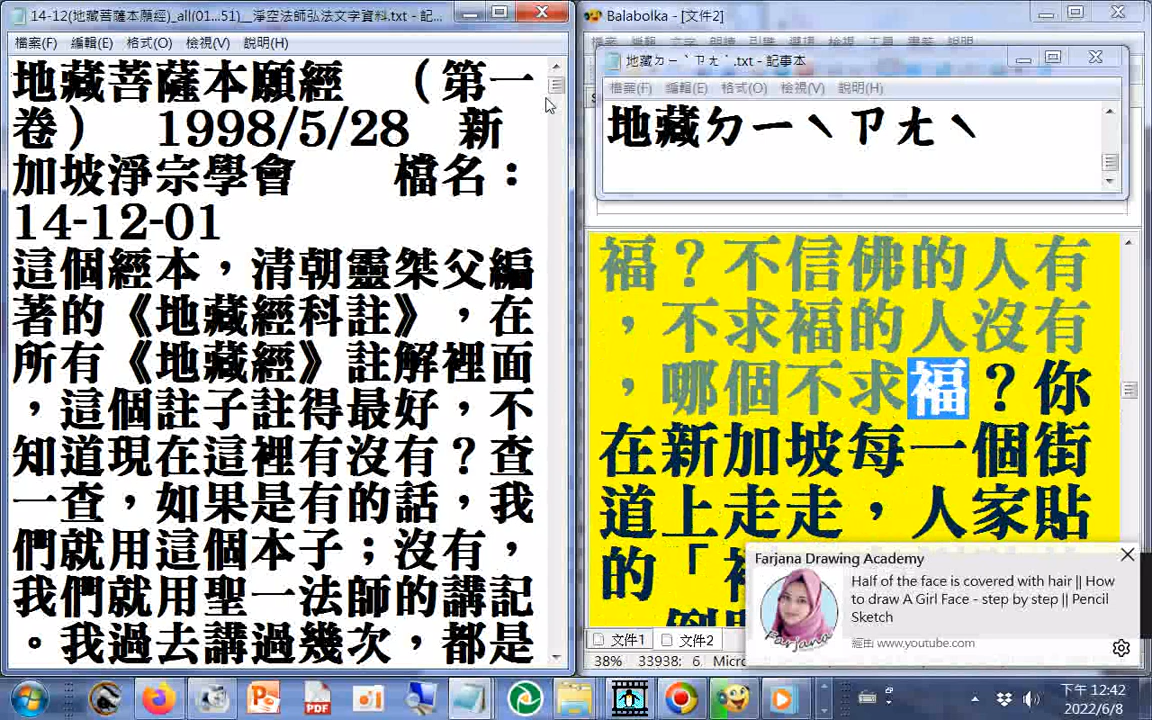 14-12(地藏菩薩本願經)_all(01...51)__淨空法師弘法文字資料.txt - 記...
檔案(F) 編輯(E) 格式(O) 檢視(V) 說明(H)
地藏菩薩本願經 （第一
卷） 1998/5/28 新
加坡淨宗學會 檔名：
14-12-01
這個經本，清朝靈椉父編
著的《地藏經科註》，在
所有《地藏經》註解裡面
，這個註子註得最好，不
知道現在這裡有沒有？查
一查，如果是有的話，我
們就用這個本子；沒有，
我們就用聖一法師的講記
。我過去講過幾次，都是
Balabolka - [文件2]
地藏ㄉㄧˋㄗㄤˋ.txt - 記事本
檔案(F) 編輯(E) 格式(O) 檢視(V) 說明(H)
地藏ㄉㄧˋㄗㄤˋ
福？不信佛的人有
，不求福的人沒有
，哪個不求福？你
在新加坡每一個街
道上走走，人家貼
的「
文件1 文件2
38% 33938: 6 Micro
Farjana Drawing Academy
Half of the face is covered with hair || How
to draw A Girl Face - step by step || Pencil
Sketch
經由 www.youtube.com
Farjana
PDF
下午 12:42
2022/6/8